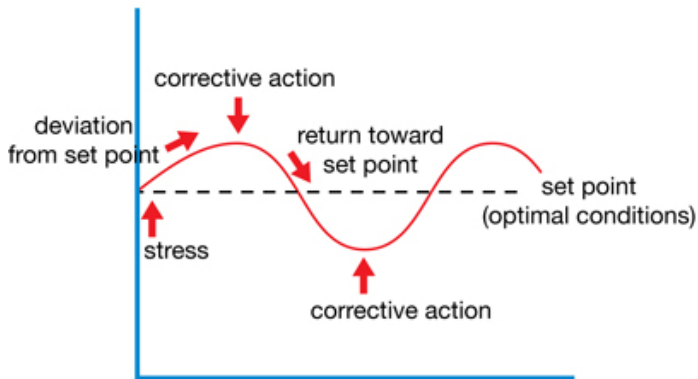 corrective action
deviation
from set point
return toward
set point
set point
(optimal conditions)
stress
corrective action